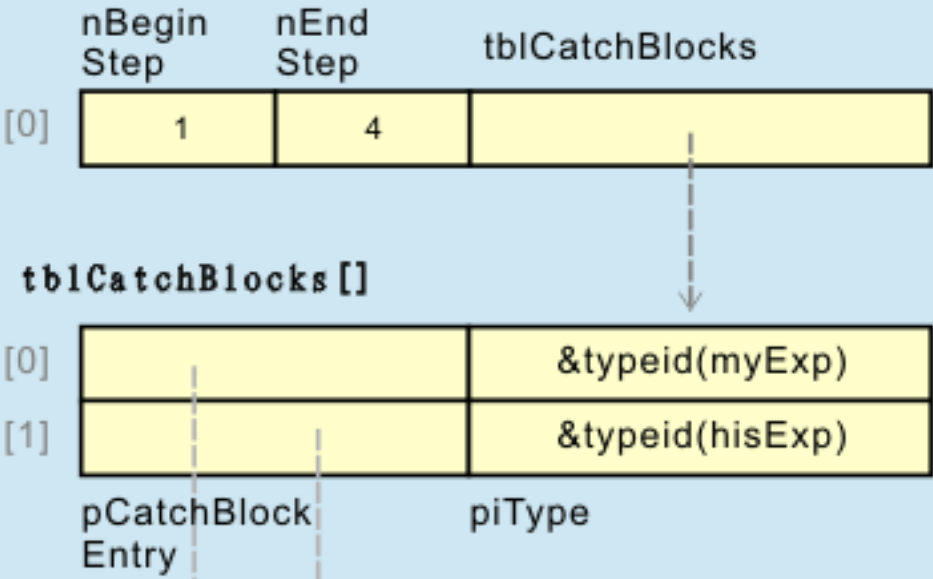 nBegin nEnd tblCatchBlocks
Step Step
[0] 1 4
tblCatchBlocks[]
[0] &typeid(myExp)
[1] &typeid(hisExp)
pCatchBlock piType
Entry